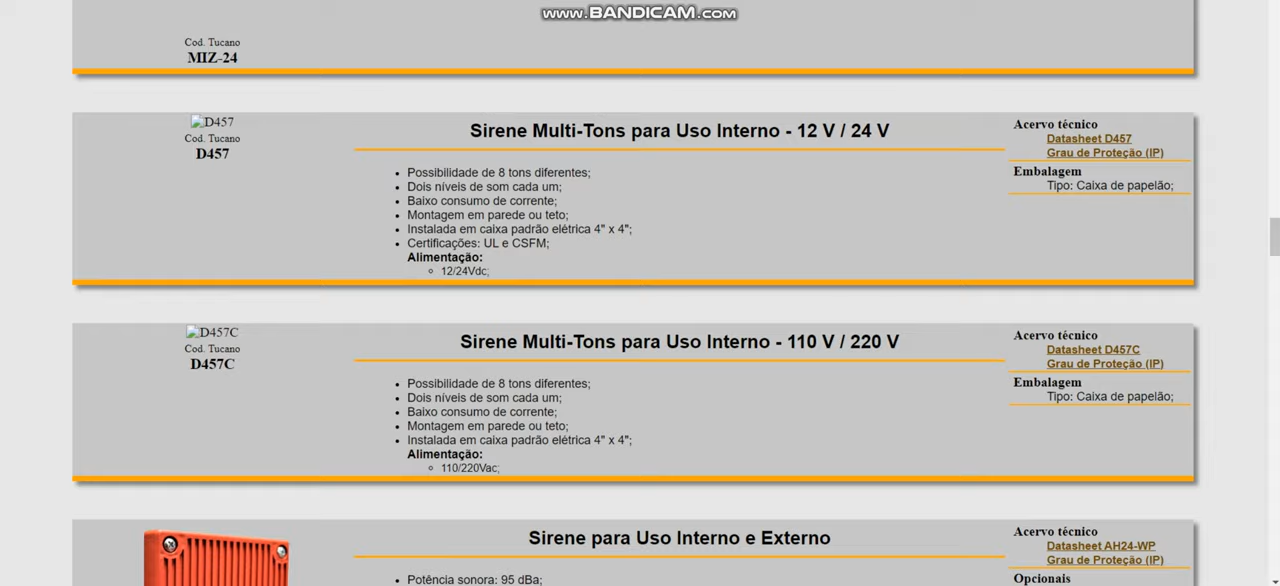 www.BANDICAM.com
Cod. Tucano
MIZ-24
D457
Cod. Tucano
D457
Sirene Multi-Tons para Uso Interno - 12 V / 24 V
Possibilidade de 8 tons diferentes;
Dois níveis de som cada um;
Baixo consumo de corrente;
Montagem em parede ou teto;
Instalada em caixa padrão elétrica 4" x 4";
Certificações: UL e CSFM;
Alimentação:
12/24Vdc;
Acervo técnico
Datasheet D457
Grau de Proteção (IP)
Embalagem
Tipo: Caixa de papelão;
D457C
Cod. Tucano
D457C
Sirene Multi-Tons para Uso Interno - 110 V / 220 V
Possibilidade de 8 tons diferentes;
Dois níveis de som cada um;
Baixo consumo de corrente;
Montagem em parede ou teto;
Instalada em caixa padrão elétrica 4" x 4";
Alimentação:
110/220Vac;
Acervo técnico
Datasheet D457C
Grau de Proteção (IP)
Embalagem
Tipo: Caixa de papelão;
Sirene para Uso Interno e Externo
Potência sonora: 95 dBa;
Acervo técnico
Datasheet AH24-WP
Grau de Proteção (IP)
Opcionais